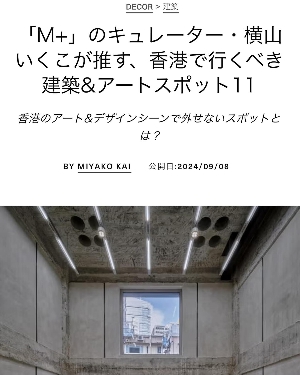 DECOR > 建築
「M+」のキュレーター・横山
いくこが推す、香港で行くべき
建築&アートスポット11
香港のアート&デザインシーンで外せないスポットと
は？
BY MIYAKO KAI 公開日:2024/09/08